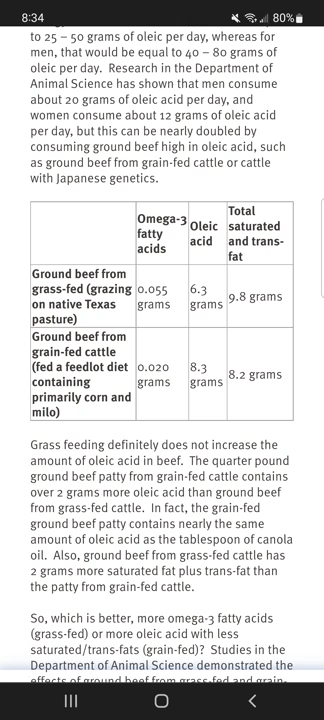 8:34
80%
to 25 – 50 grams of oleic per day, whereas for
men, that would be equal to 40 – 80 grams of
oleic per day.  Research in the Department of
Animal Science has shown that men consume
about 20 grams of oleic acid per day, and
women consume about 12 grams of oleic acid
per day, but this can be nearly doubled by
consuming ground beef high in oleic acid, such
as ground beef from grain-fed cattle or cattle
with Japanese genetics.
Omega-3 fatty acids
Oleic acid
Total saturated and trans-fat
Ground beef from
grass-fed (grazing
on native Texas
pasture)
0.055 grams
6.3 grams
9.8 grams
Ground beef from
grain-fed cattle
(fed a feedlot diet
containing
primarily corn and
milo)
0.020 grams
8.3 grams
8.2 grams
Grass feeding definitely does not increase the
amount of oleic acid in beef.  The quarter pound
ground beef patty from grain-fed cattle contains
over 2 grams more oleic acid than ground beef
from grass-fed cattle.  In fact, the grain-fed
ground beef patty contains nearly the same
amount of oleic acid as the tablespoon of canola
oil.  Also, ground beef from grass-fed cattle has
2 grams more saturated fat plus trans-fat than
the patty from grain-fed cattle.
So, which is better, more omega-3 fatty acids
(grass-fed) or more oleic acid with less
saturated/trans-fats (grain-fed)?  Studies in the
Department of Animal Science demonstrated the
effects of ground beef from grass-fed and grain-